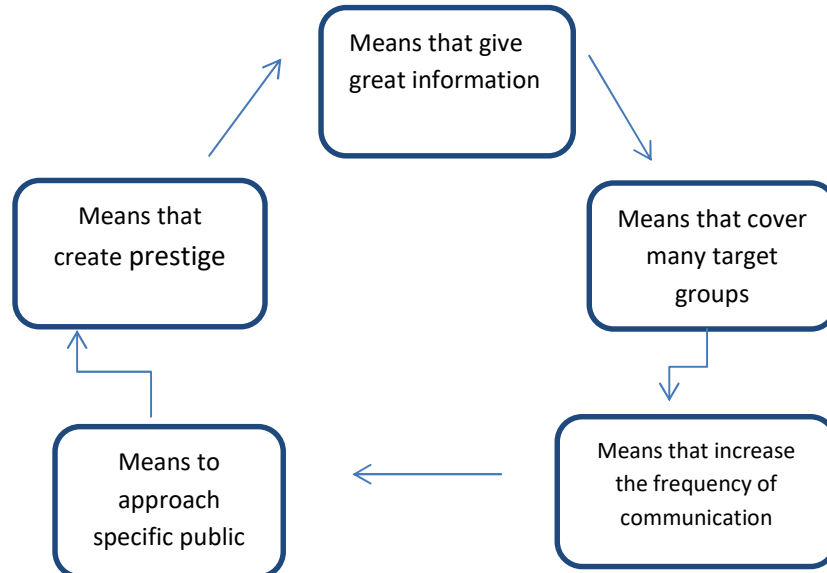 Means that give
great information
Means that cover
many target
groups
Means that increase
the frequency of
communication
Means to
approach
specific public
Means that
create prestige